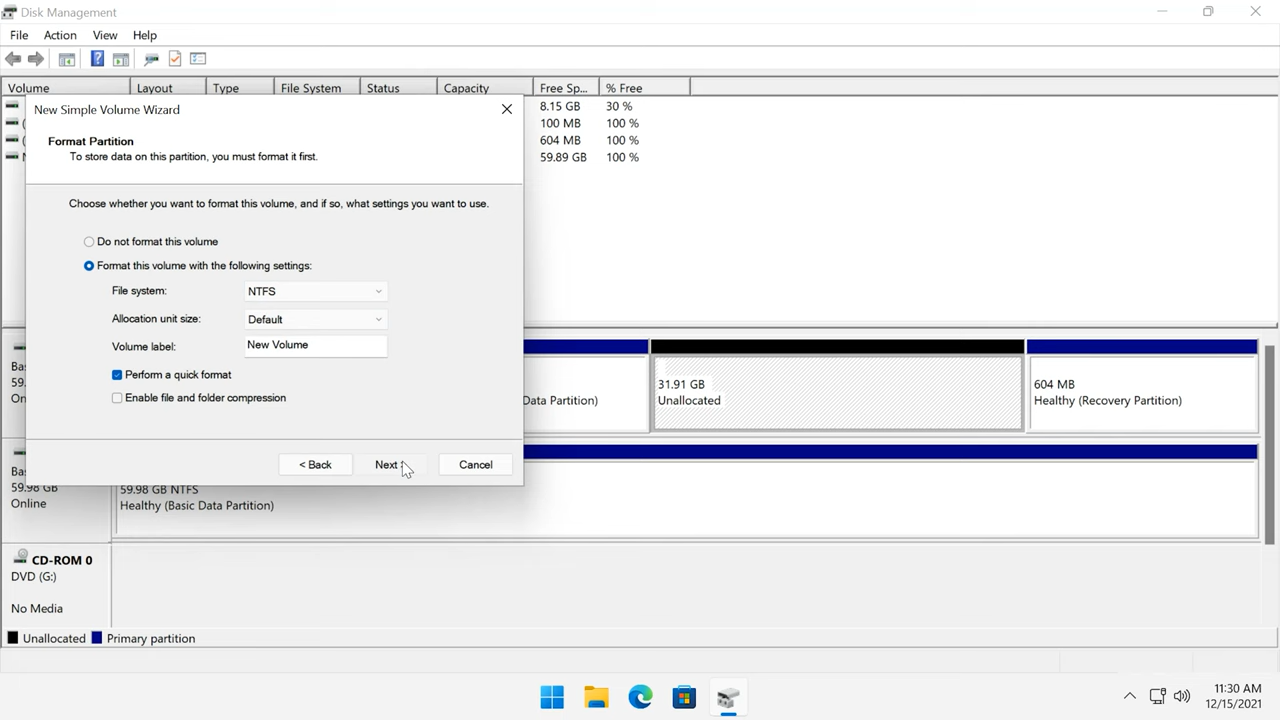 Disk Management
File Action View Help
Volume Layout Type File System Status Capacity Free Sp... % Free
8.15 GB 30 %
100 MB 100 %
604 MB 100 %
59.89 GB 100 %
New Simple Volume Wizard
Format Partition
To store data on this partition, you must format it first.
Choose whether you want to format this volume, and if so, what settings you want to use.
Do not format this volume
Format this volume with the following settings:
File system: NTFS
Allocation unit size: Default
Volume label: New Volume
Perform a quick format
Enable file and folder compression
< Back Next Cancel
Bas
59.
On
Data Partition)
31.91 GB
Unallocated
604 MB
Healthy (Recovery Partition)
Bas
59.98 GB
Online
59.98 GB NTFS
Healthy (Basic Data Partition)
CD-ROM 0
DVD (G:)
No Media
Unallocated Primary partition
11:30 AM
12/15/2021